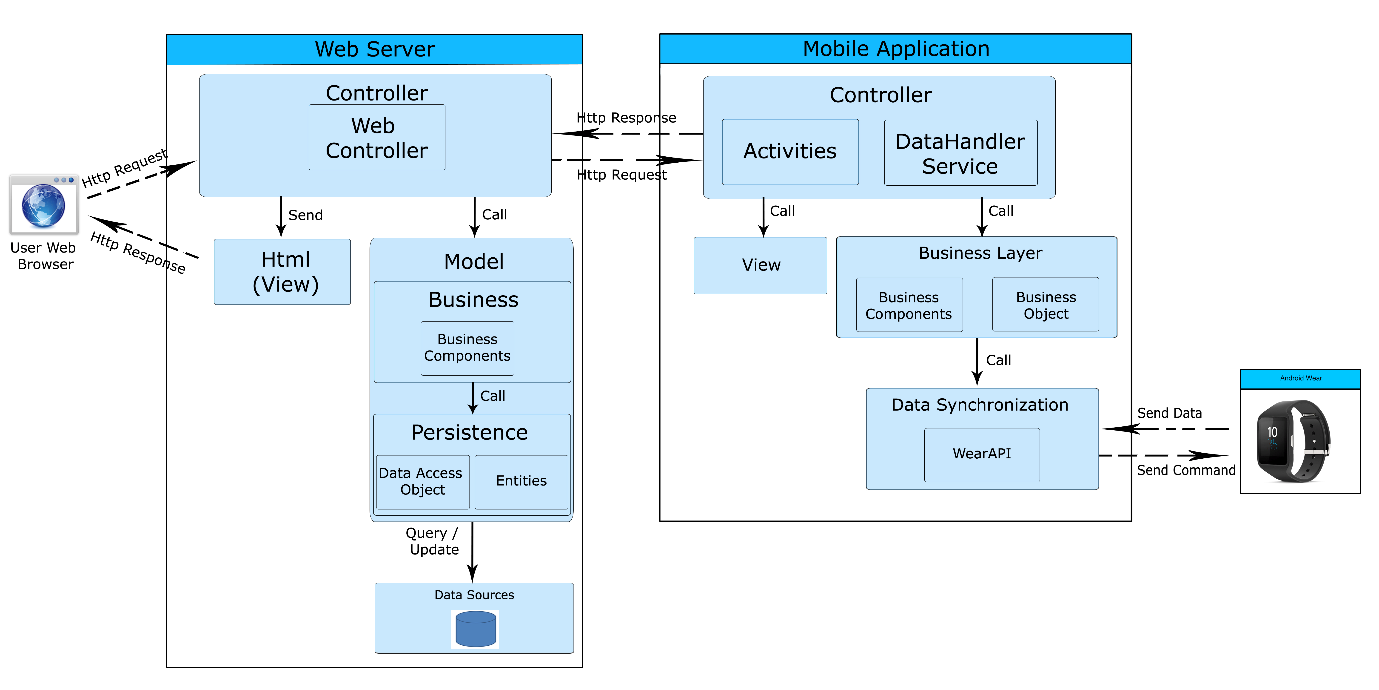 Web Server
Controller
Web
Controller
Http Request
Http Response
User Web
Browser
Send
Call
Html
(View)
Model
Business
Business
Components
Call
Persistence
Data Access
Object
Entities
Query /
Update
Data Sources
Http Response
Http Request
Mobile Application
Controller
Activities
DataHandler
Service
Call
Call
View
Business Layer
Business
Components
Business
Object
Call
Data Synchronization
WearAPI
Send Data
Send Command
Android Wear
10